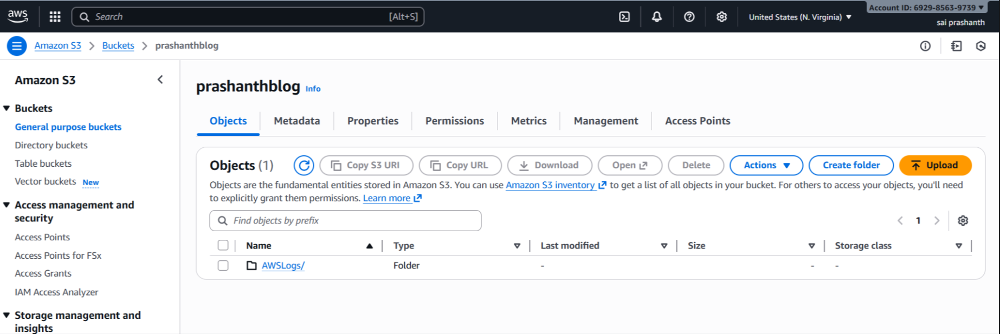 aws
Search [Alt+S]
United States (N. Virginia)
Account ID: 6929-8563-9739
sai prashanth
Amazon S3 > Buckets > prashanthblog
Amazon S3
Buckets
General purpose buckets
Directory buckets
Table buckets
Vector buckets New
Access management and
security
Access Points
Access Points for FSx
Access Grants
IAM Access Analyzer
Storage management and
insights
prashanthblog Info
Objects Metadata Properties Permissions Metrics Management Access Points
Objects (1) Copy S3 URI Copy URL Download Open Delete Actions Create folder Upload
Objects are the fundamental entities stored in Amazon S3. You can use Amazon S3 inventory to get a list of all objects in your bucket. For others to access your objects, you'll need
to explicitly grant them permissions. Learn more
Find objects by prefix
1
Name Type Last modified Size Storage class
AWSLogs/ Folder - - -